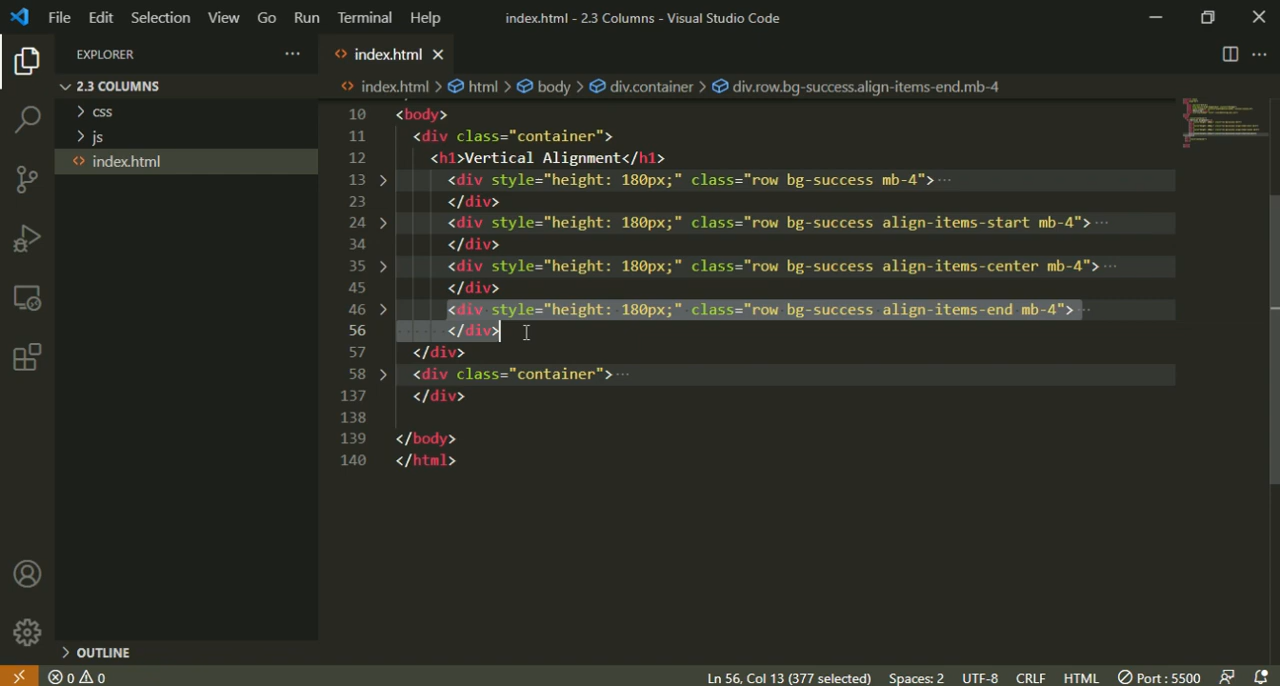 File Edit Selection View Go Run Terminal Help index.html - 2.3 Columns - Visual Studio Code
EXPLORER
index.html
2.3 COLUMNS
index.html > html > body > div.container > div.row.bg-success.align-items-end.mb-4
css
js
index.html
10 <body>
11 <div class="container">
12 <h1>Vertical Alignment</h1>
13 <div style="height: 180px;" class="row bg-success mb-4">
23 </div>
24 <div style="height: 180px;" class="row bg-success align-items-start mb-4">
34 </div>
35 <div style="height: 180px;" class="row bg-success align-items-center mb-4">
45 </div>
46 <div style="height: 180px;" class="row bg-success align-items-end mb-4">
56 </div>
57 </div>
58 <div class="container">
137 </div>
138
139 </body>
140 </html>
OUTLINE
0 0 Ln 56, Col 13 (377 selected) Spaces: 2 UTF-8 CRLF HTML Port : 5500